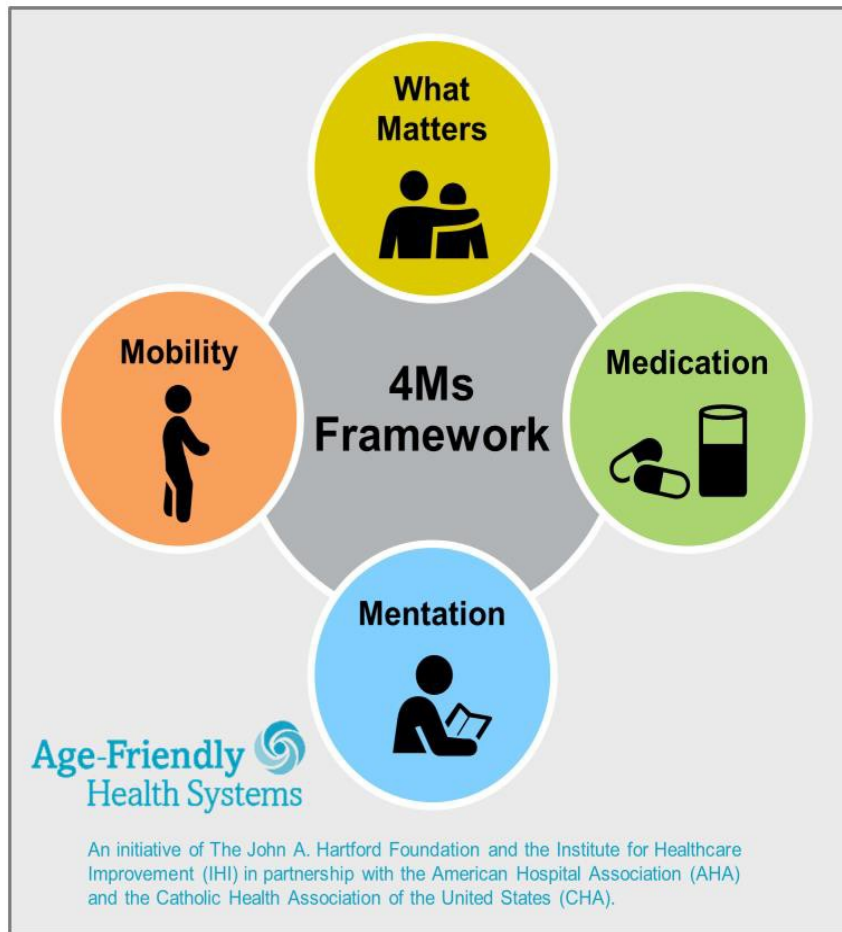 What
Matters
Mobility
4Ms
Framework
Medication
Mentation
Age-Friendly
Health Systems
An initiative of The John A. Hartford Foundation and the Institute for Healthcare
Improvement (IHI) in partnership with the American Hospital Association (AHA)
and the Catholic Health Association of the United States (CHA).